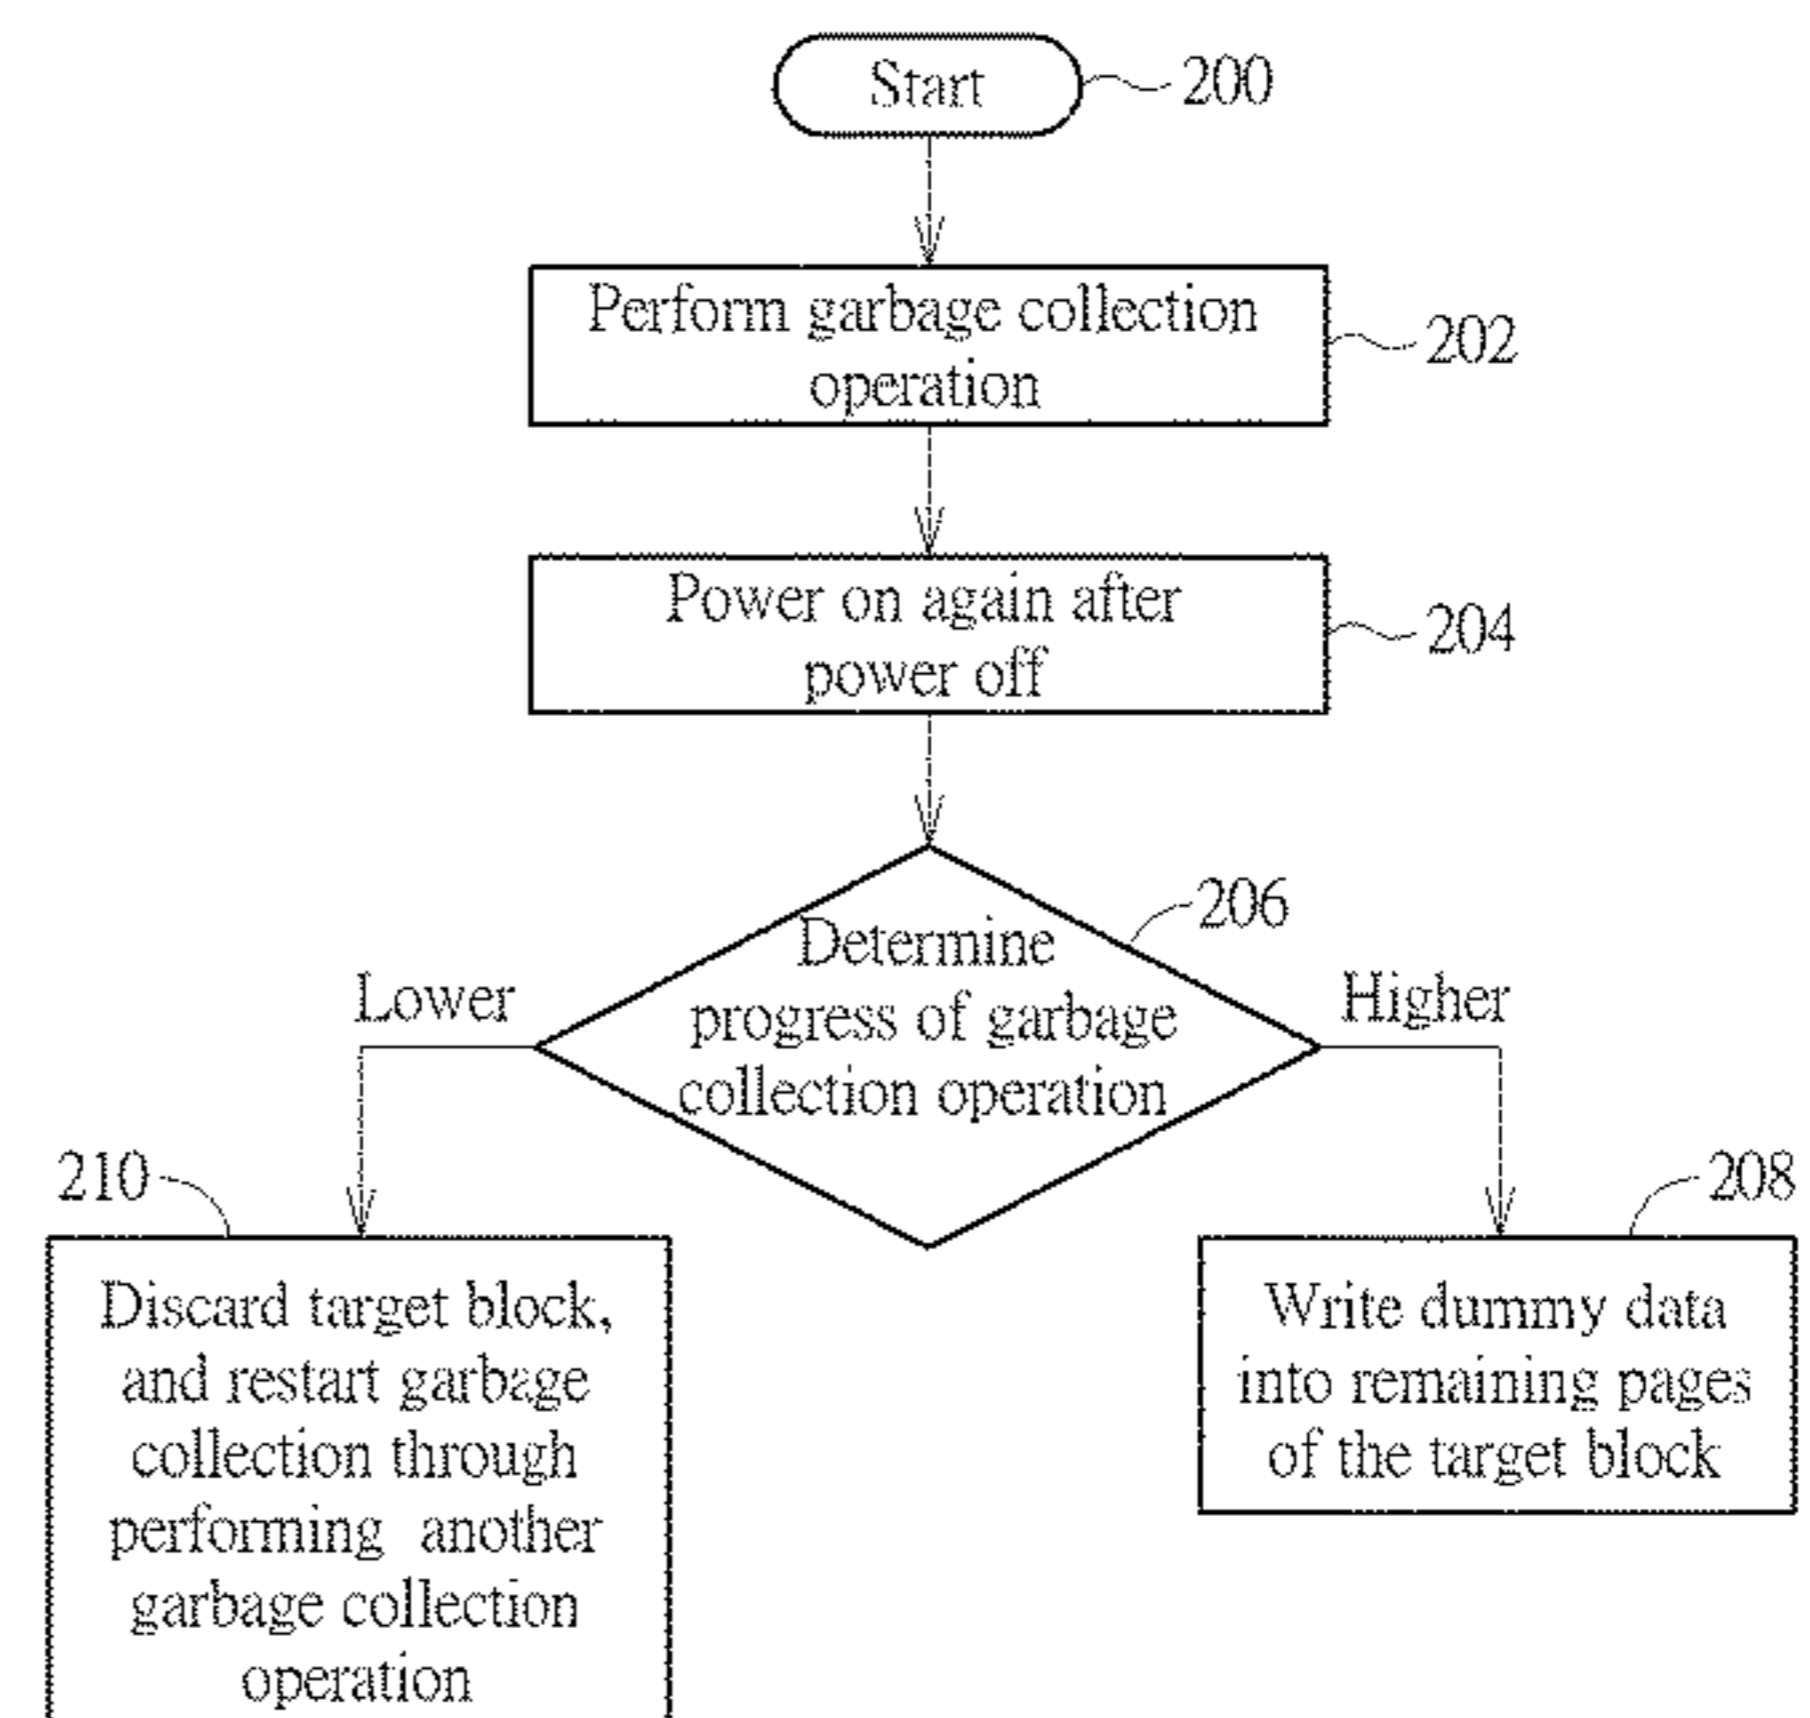 Start
200
Perform garbage collection
operation
202
Power on again after
power off
204
206
Determine
progress of garbage
collection operation
Lower
Higher
210
208
Discard target block,
and restart garbage
collection through
performing another
garbage collection
operation
Write dummy data
into remaining pages
of the target block